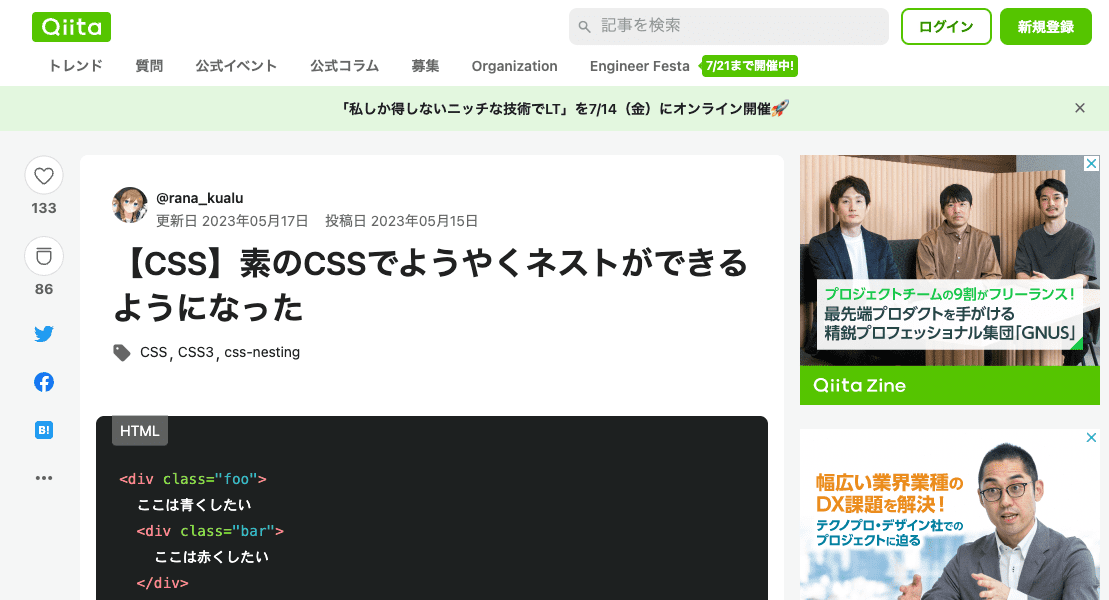 Qiita
記事を検索
ログイン
新規登録
トレンド 質問 公式イベント 公式コラム 募集 Organization Engineer Festa 7/21まで開催中!
「私しか得しないニッチな技術でLT」を7/14（金）にオンライン開催🚀
133
86
B!
@rana_kualu
更新日 2023年05月17日 投稿日 2023年05月15日
【CSS】素のCSSでようやくネストができる
ようになった
CSS, CSS3, css-nesting
HTML
<div class="foo">
ここは青くしたい
<div class="bar">
ここは赤くしたい
</div>
プロジェクトチームの9割がフリーランス！
最先端プロダクトを手がける
精鋭プロフェッショナル集団「GNUS」
Qiita Zine
幅広い業界業種の
DX課題を解決！
テクノプロ・デザイン社での
プロジェクトに迫る